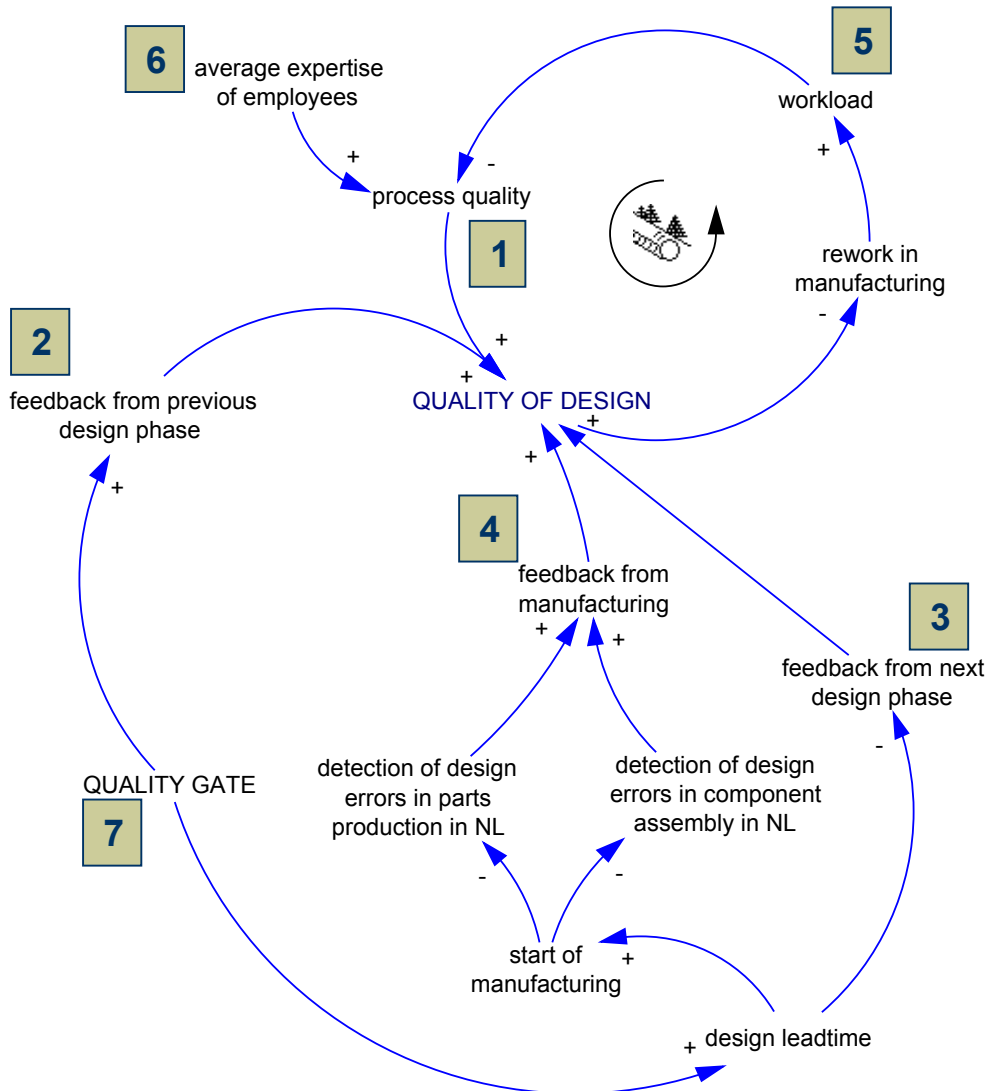 6
average expertise
of employees
5
workload
+
+
-
process quality
1
rework in
manufacturing
-
2
feedback from previous
design phase
+
+
QUALITY OF DESIGN
+
+
+
4
feedback from
manufacturing
+
+
3
feedback from next
design phase
-
detection of design
errors in parts
production in NL
detection of design
errors in component
assembly in NL
QUALITY GATE
7
-
-
start of
manufacturing
+
design leadtime
+